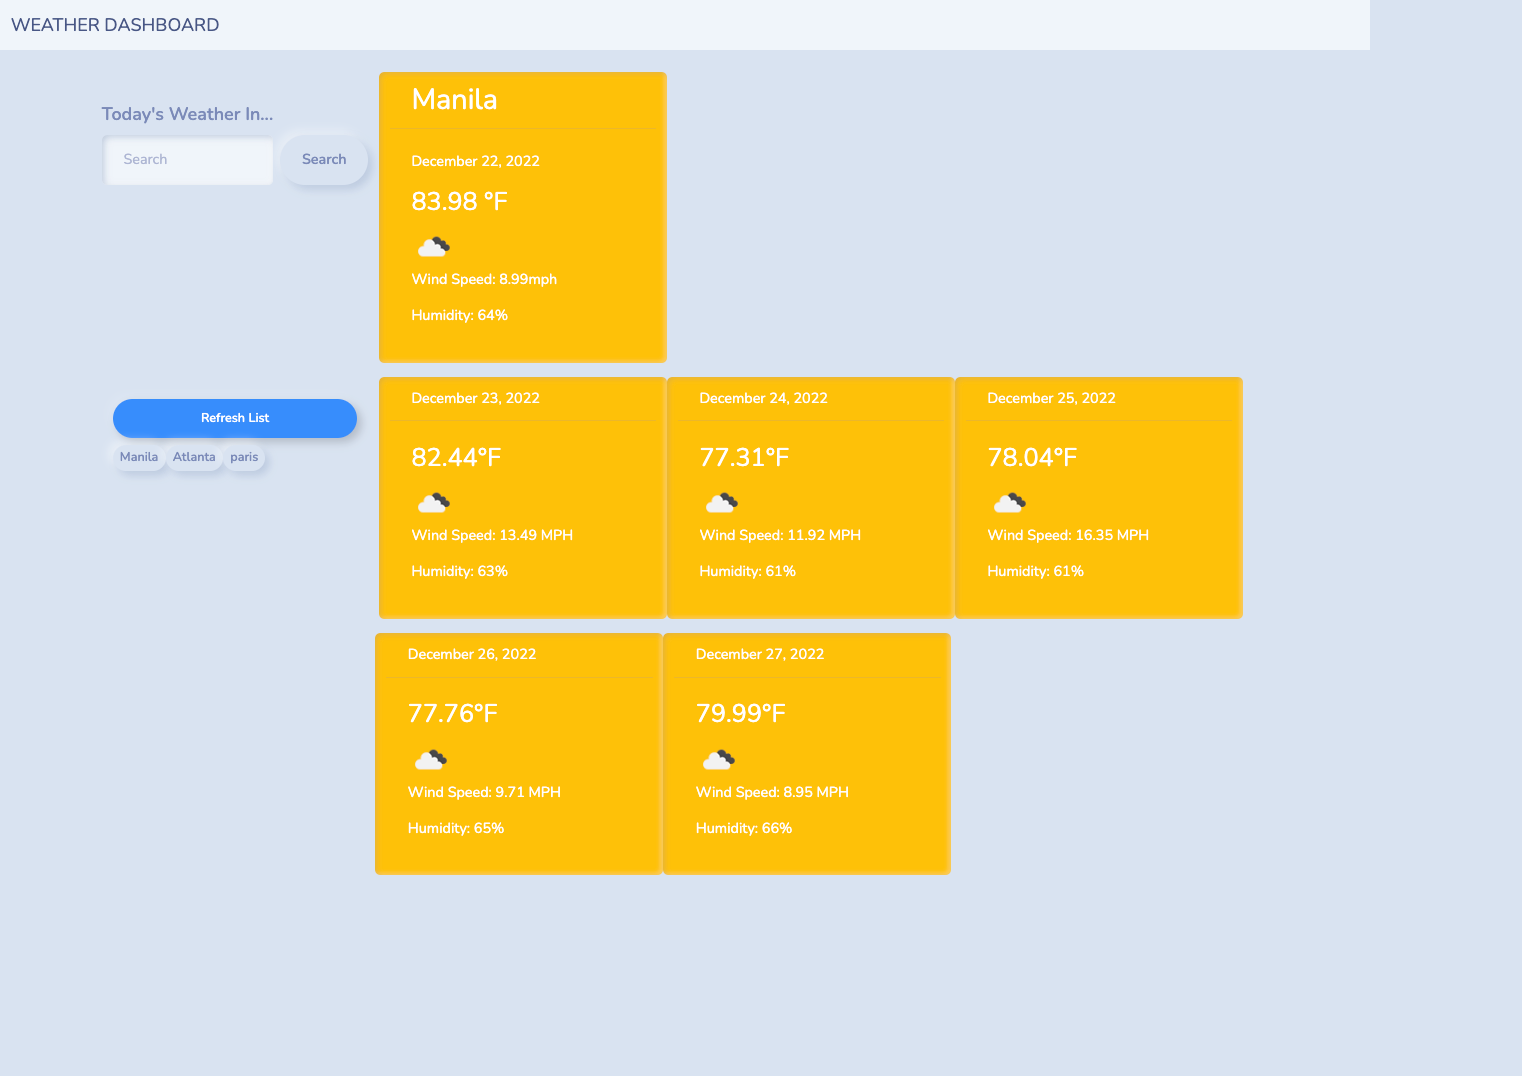 WEATHER DASHBOARD
Today's Weather In...
Search
Search
Manila
December 22, 2022
83.98 °F
Wind Speed: 8.99mph
Humidity: 64%
Refresh List
Manila Atlanta paris
December 23, 2022
82.44°F
Wind Speed: 13.49 MPH
Humidity: 63%
December 24, 2022
77.31°F
Wind Speed: 11.92 MPH
Humidity: 61%
December 25, 2022
78.04°F
Wind Speed: 16.35 MPH
Humidity: 61%
December 26, 2022
77.76°F
Wind Speed: 9.71 MPH
Humidity: 65%
December 27, 2022
79.99°F
Wind Speed: 8.95 MPH
Humidity: 66%